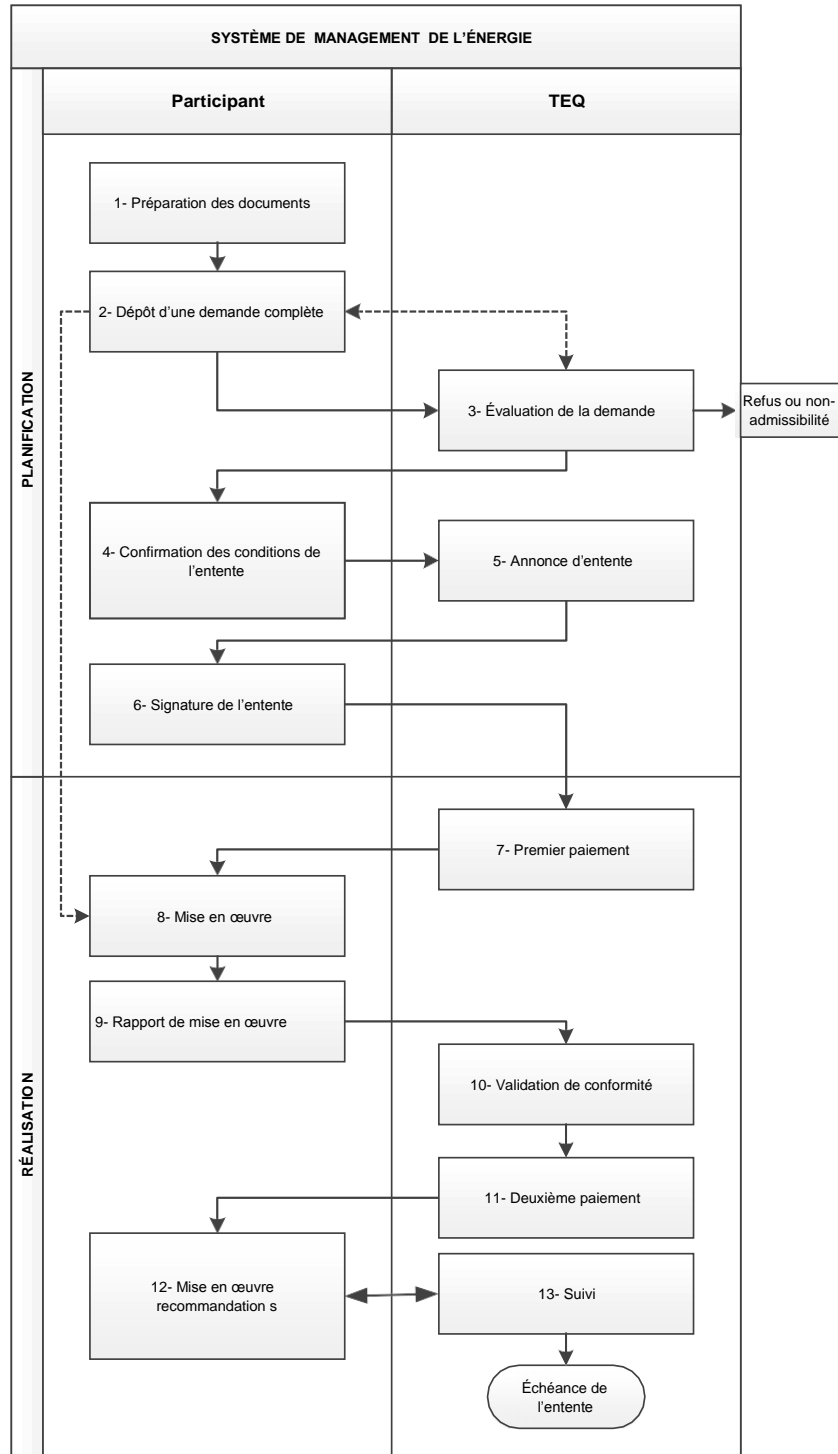 SYSTÈME DE MANAGEMENT DE L'ÉNERGIE
Participant
TEQ
PLANIFICATION
1- Préparation des documents
2- Dépôt d'une demande complète
3- Évaluation de la demande
Refus ou non-
admissibilité
4- Confirmation des conditions de
l'entente
5- Annonce d'entente
6- Signature de l'entente
RÉALISATION
7- Premier paiement
8- Mise en œuvre
9- Rapport de mise en œuvre
10- Validation de conformité
11- Deuxième paiement
12- Mise en œuvre
recommandation s
13- Suivi
Échéance de
l'entente